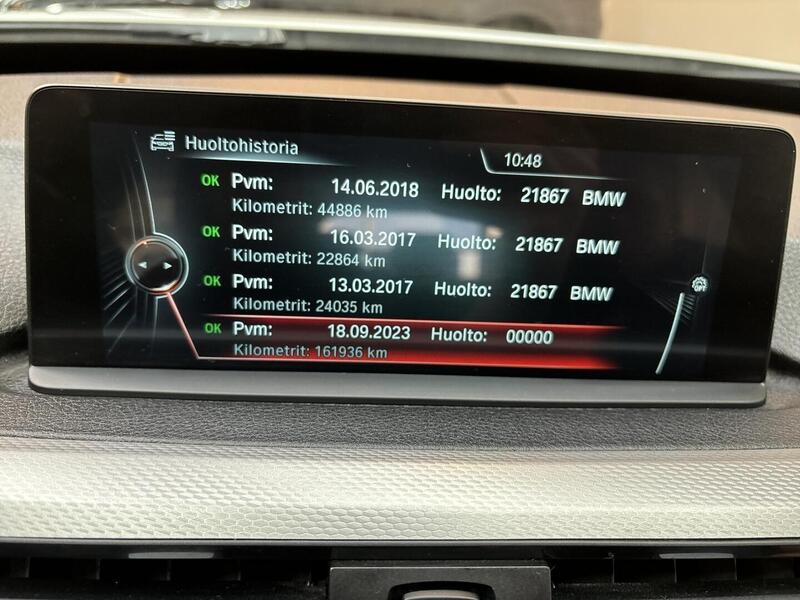 Huoltohistoria 10:48
OK Pvm: 14.06.2018 Huolto: 21867 BMW
Kilometrit: 44886 km
OK Pvm: 16.03.2017 Huolto: 21867 BMW
Kilometrit: 22864 km
OK Pvm: 13.03.2017 Huolto: 21867 BMW
Kilometrit: 24035 km
OK Pvm: 18.09.2023 Huolto: 00000
Kilometrit: 161936 km
OPT